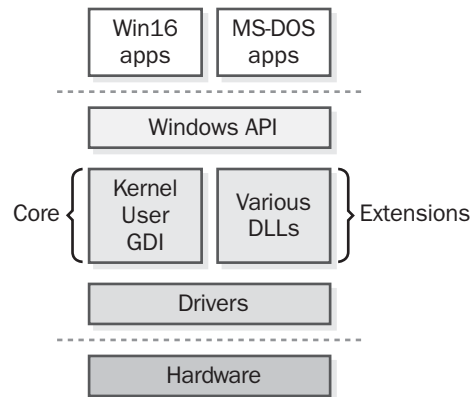 Win16
apps
MS-DOS
apps
Windows API
Core
Kernel
User
GDI
Various
DLLs
Extensions
Drivers
Hardware